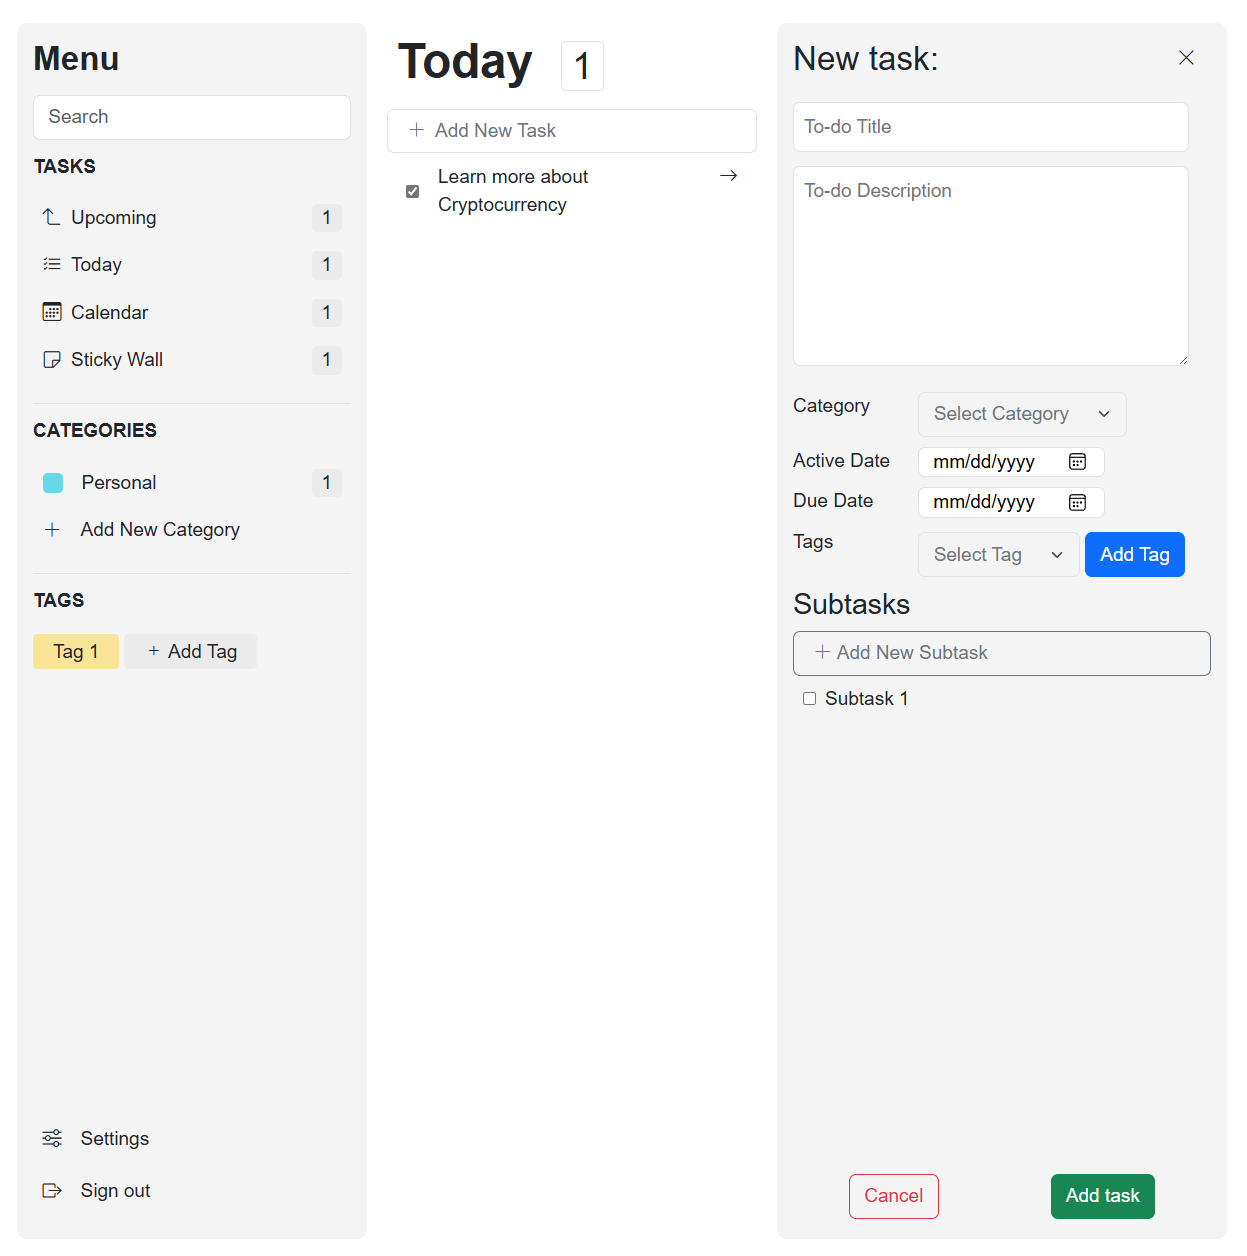 Menu
Search
TASKS
Upcoming 1
Today 1
Calendar 1
Sticky Wall 1
CATEGORIES
Personal 1
+ Add New Category
TAGS
Tag 1 + Add Tag
Settings
Sign out
Today 1
+ Add New Task
Learn more about
Cryptocurrency
New task:
To-do Title
To-do Description
Category Select Category
Active Date mm/dd/yyyy
Due Date mm/dd/yyyy
Tags Select Tag Add Tag
Subtasks
+ Add New Subtask
Subtask 1
Cancel Add task